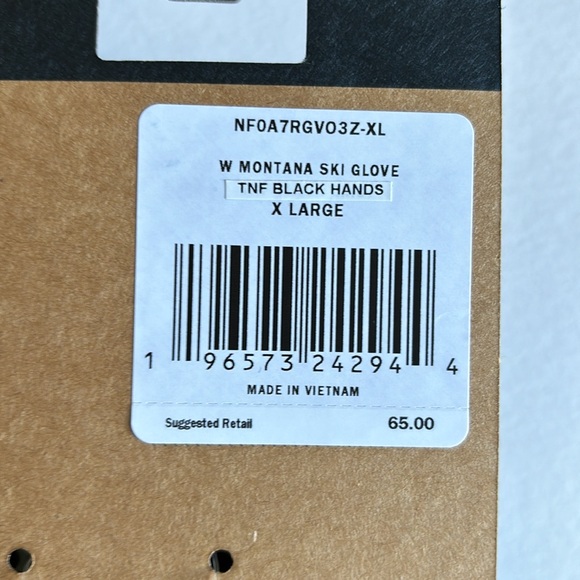 NF0A7RGVO3Z-XL
W MONTANA SKI GLOVE
TNF BLACK HANDS
X LARGE
1 96573 24294 4
MADE IN VIETNAM
Suggested Retail 65.00